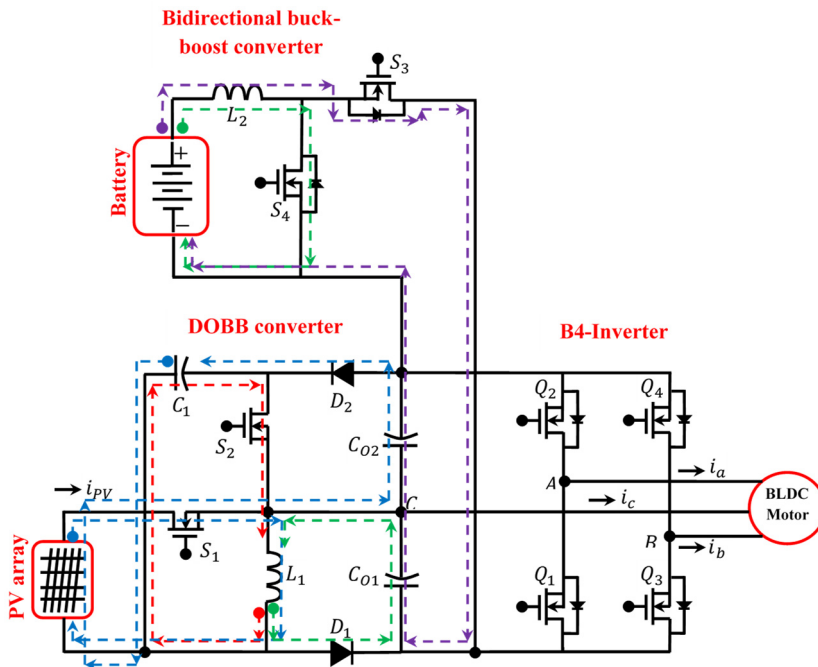 Bidirectional buck-
boost converter
S3
L2
+
Battery
−
S4
DOBB converter
B4-Inverter
C1
D2
Q2
Q4
S2
CO2
iPV
C
A
ia
ic
BLDC
Motor
B
ib
S1
PV array
L1
CO1
Q1
Q3
D1